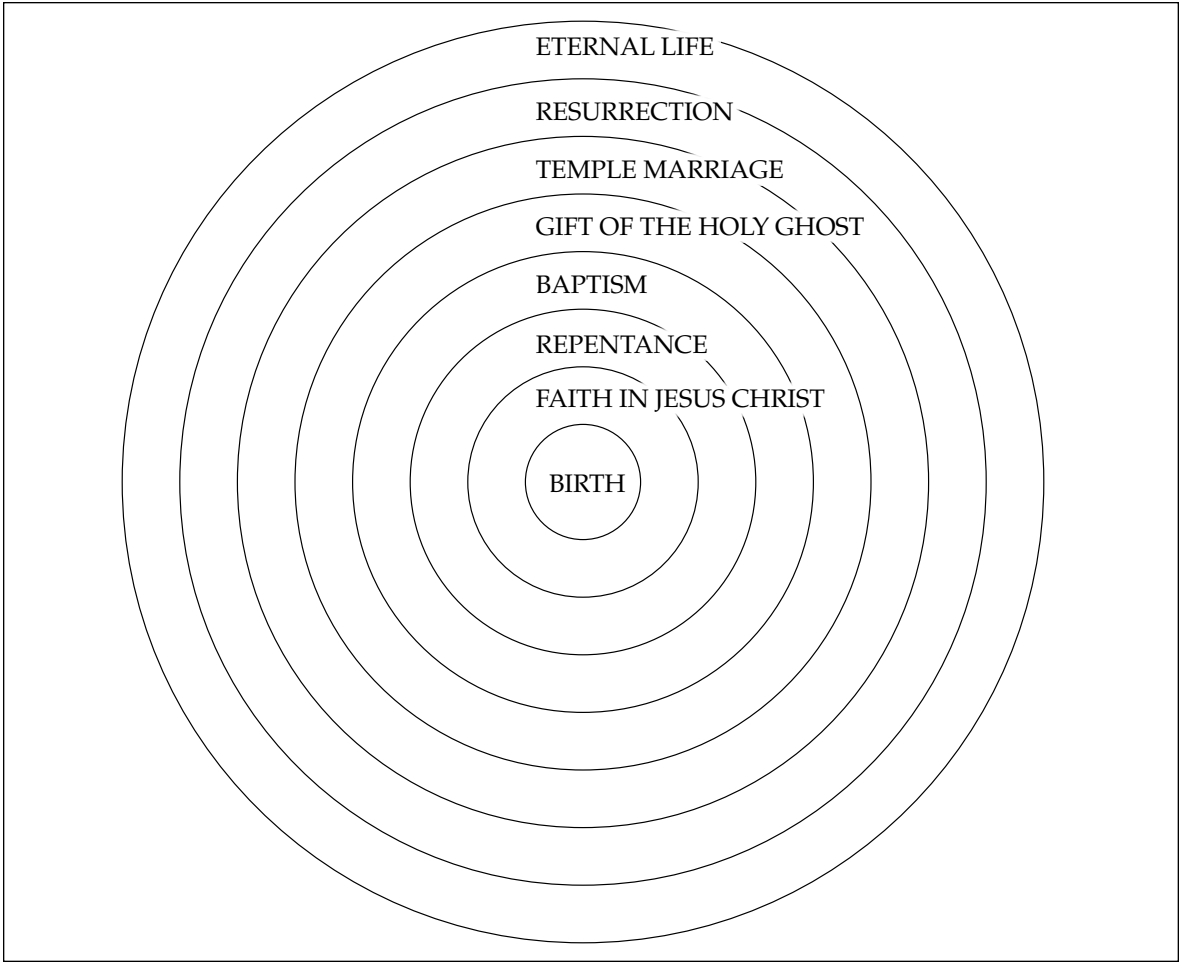 ETERNAL LIFE
RESURRECTION
TEMPLE MARRIAGE
GIFT OF THE HOLY GHOST
BAPTISM
REPENTANCE
FAITH IN JESUS CHRIST
BIRTH